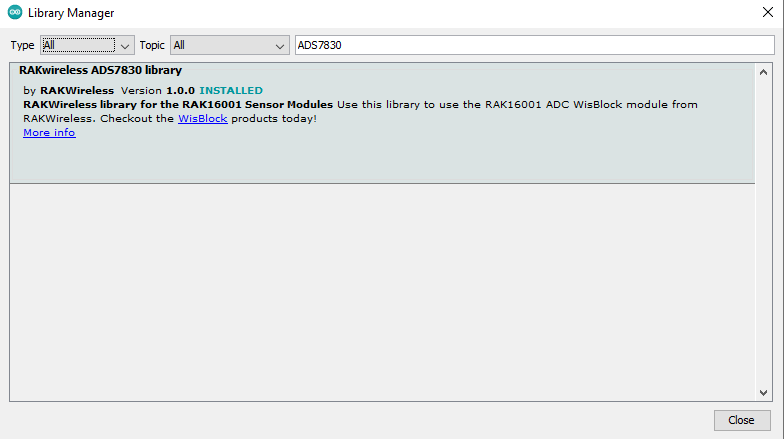 Library Manager
Type All Topic All ADS7830
RAKwireless ADS7830 library
by RAKWireless Version 1.0.0 INSTALLED
RAKWireless library for the RAK16001 Sensor Modules Use this library to use the RAK16001 ADC WisBlock module from
RAKWireless. Checkout the WisBlock products today!
More info
Close